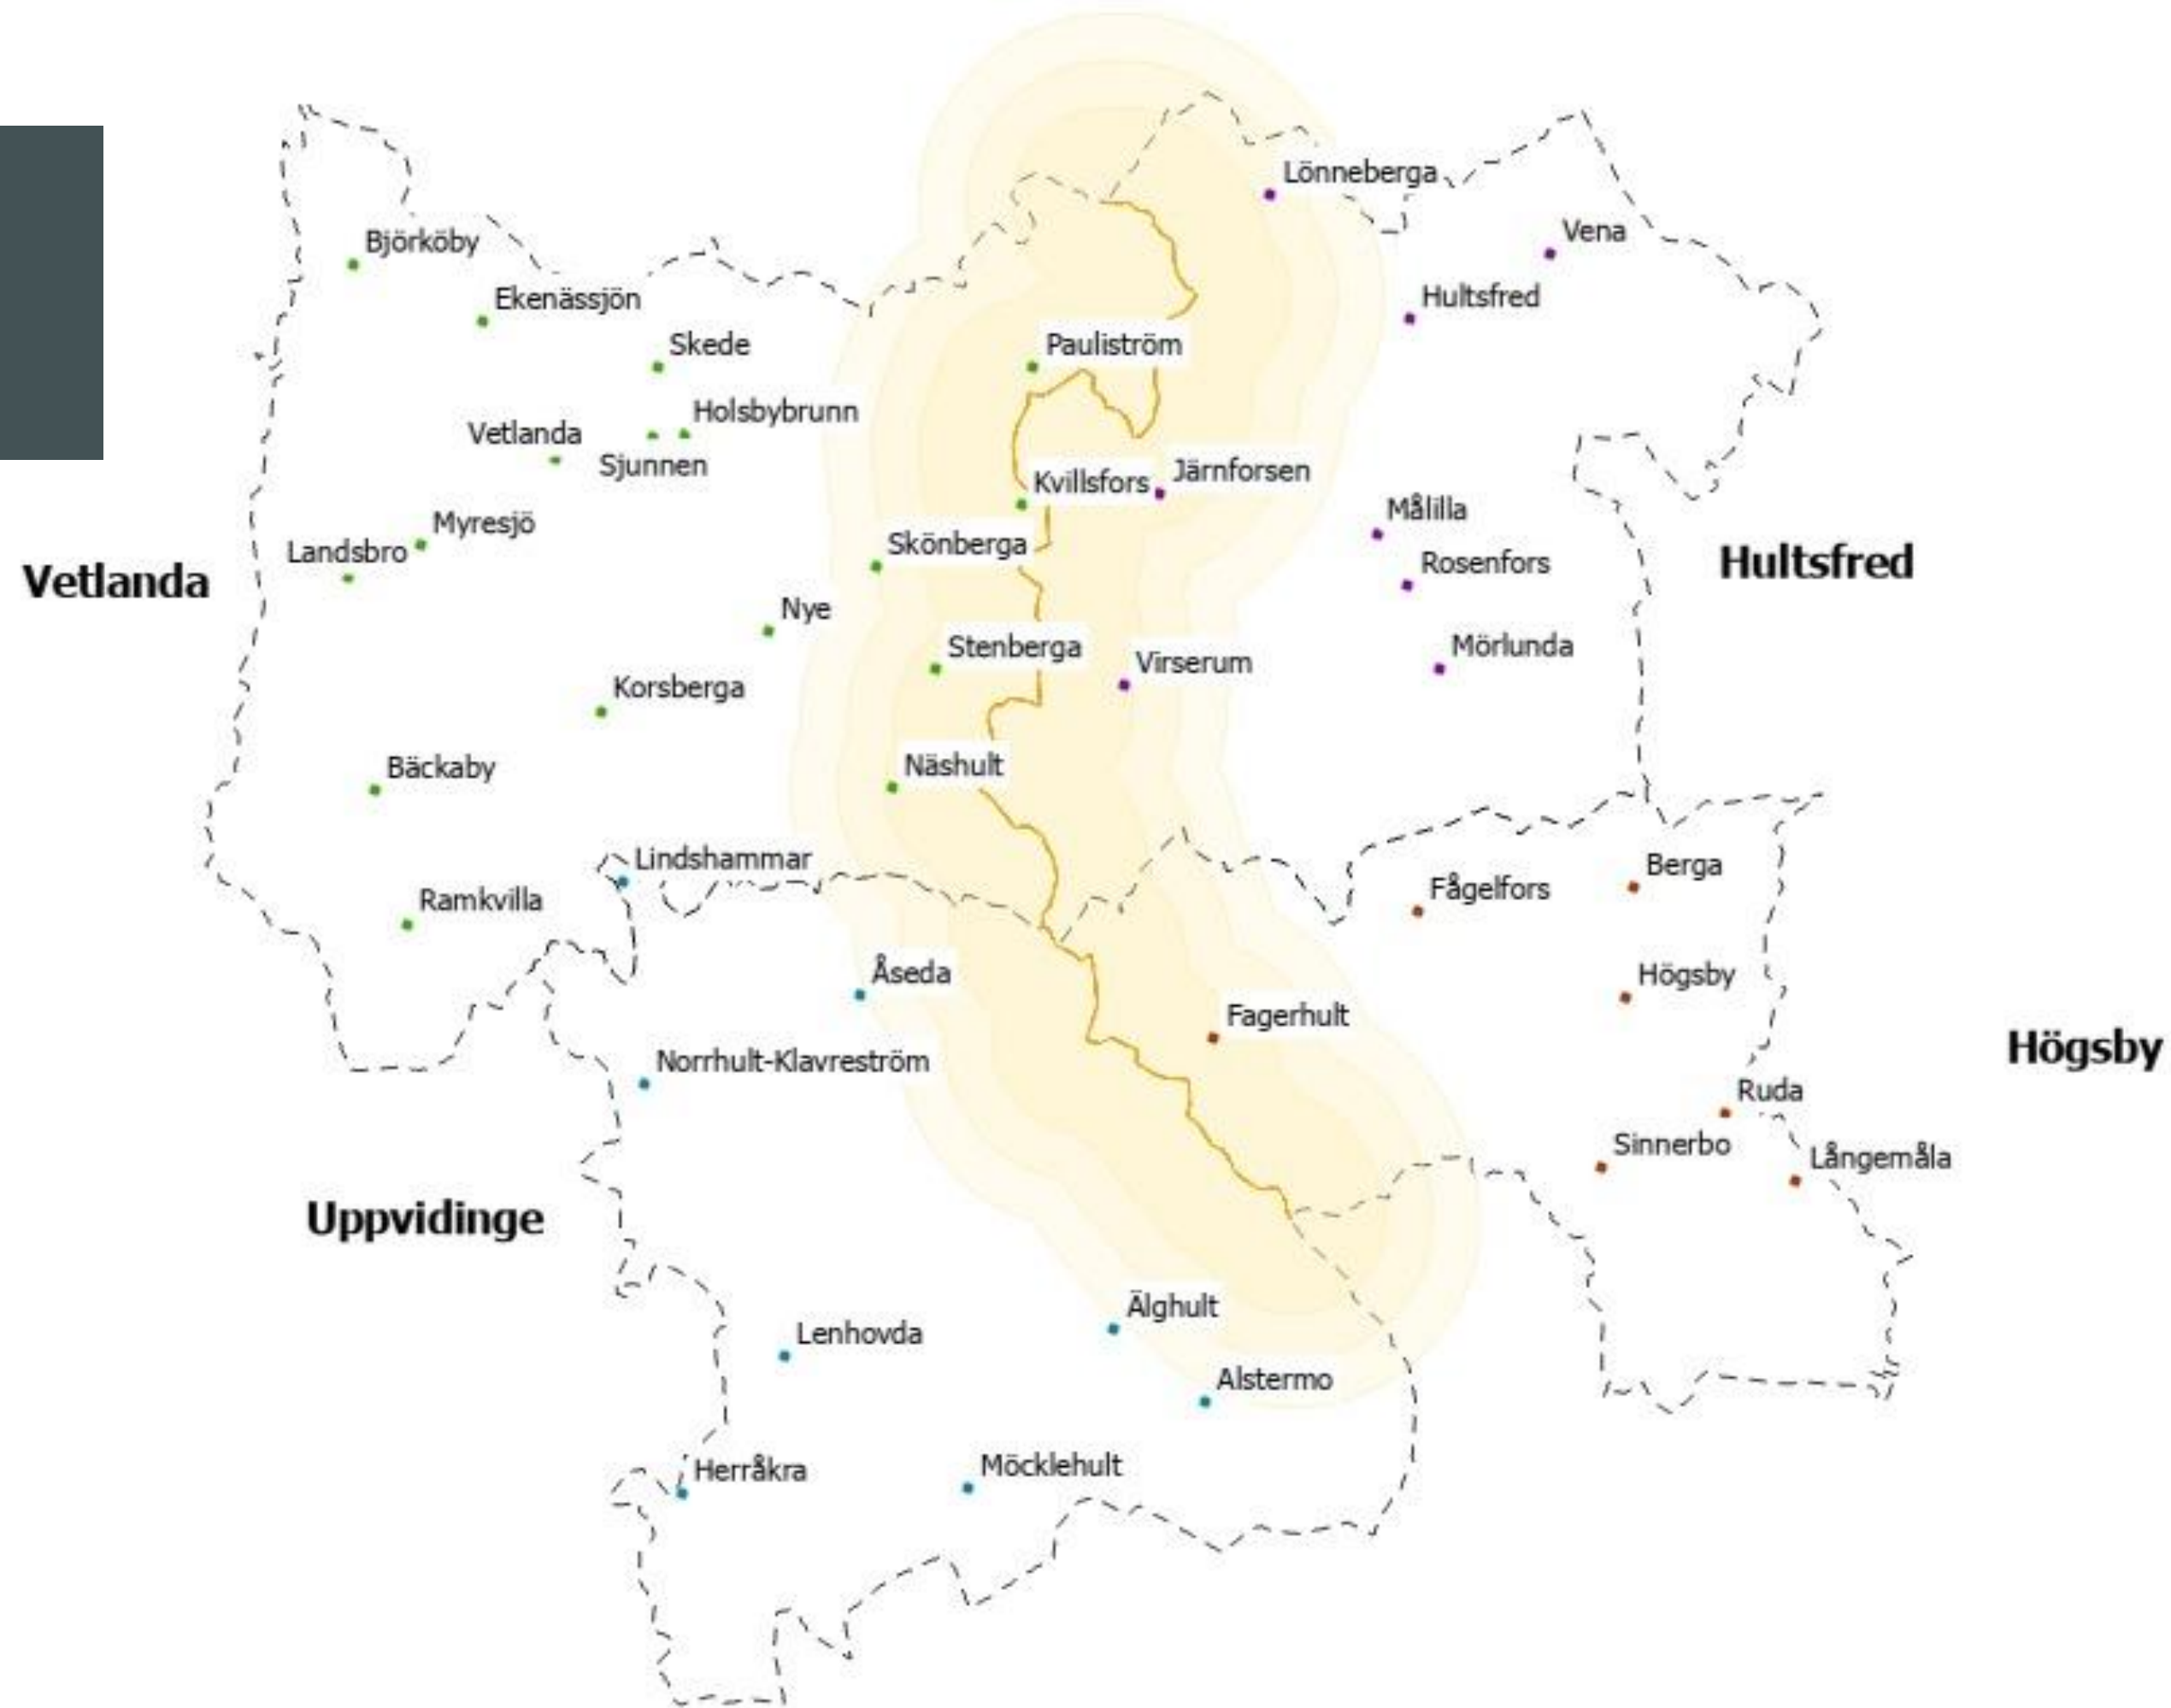 Lönneberga
Vena
Björköby
Ekenässjön
Hultsfred
Skede
Pauliström
Holsbybrunn
Vetlanda
Sjunnen
Järnforsen
Kvillsfors
Målilla
Myresjö
Skönberga
Landsbro
Rosenfors
Hultsfred
Vetlanda
Nye
Stenberga
Mörlunda
Virserum
Korsberga
Näshult
Bäckaby
Lindshammar
Berga
Fågelfors
Ramkvilla
Åseda
Högsby
Fagerhult
Högsby
Norrhult-Klavreström
Ruda
Sinnerbo
Långemåla
Uppvidinge
Älghult
Lenhovda
Alstermo
Möcklehult
Herråkra